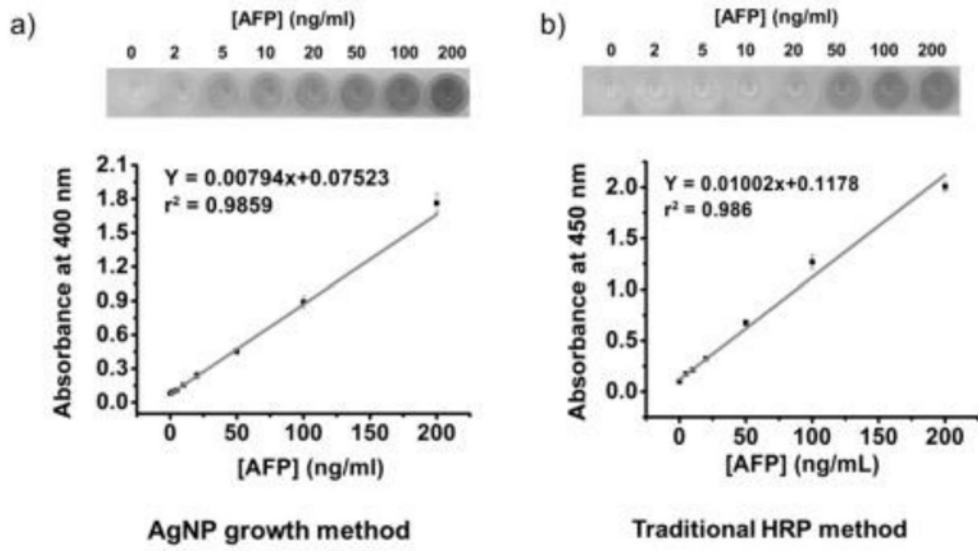 a)
[AFP] (ng/ml)
0 2 5 10 20 50 100 200
Y = 0.00794x+0.07523
r² = 0.9859
Absorbance at 400 nm
2.1
1.8
1.5
1.2
0.9
0.6
0.3
0.0
0 50 100 150 200
[AFP] (ng/ml)
AgNP growth method
b)
[AFP] (ng/ml)
0 2 5 10 20 50 100 200
Y = 0.01002x+0.1178
r² = 0.986
Absorbance at 450 nm
2.0
1.5
1.0
0.5
0.0
0 50 100 150 200
[AFP] (ng/mL)
Traditional HRP method